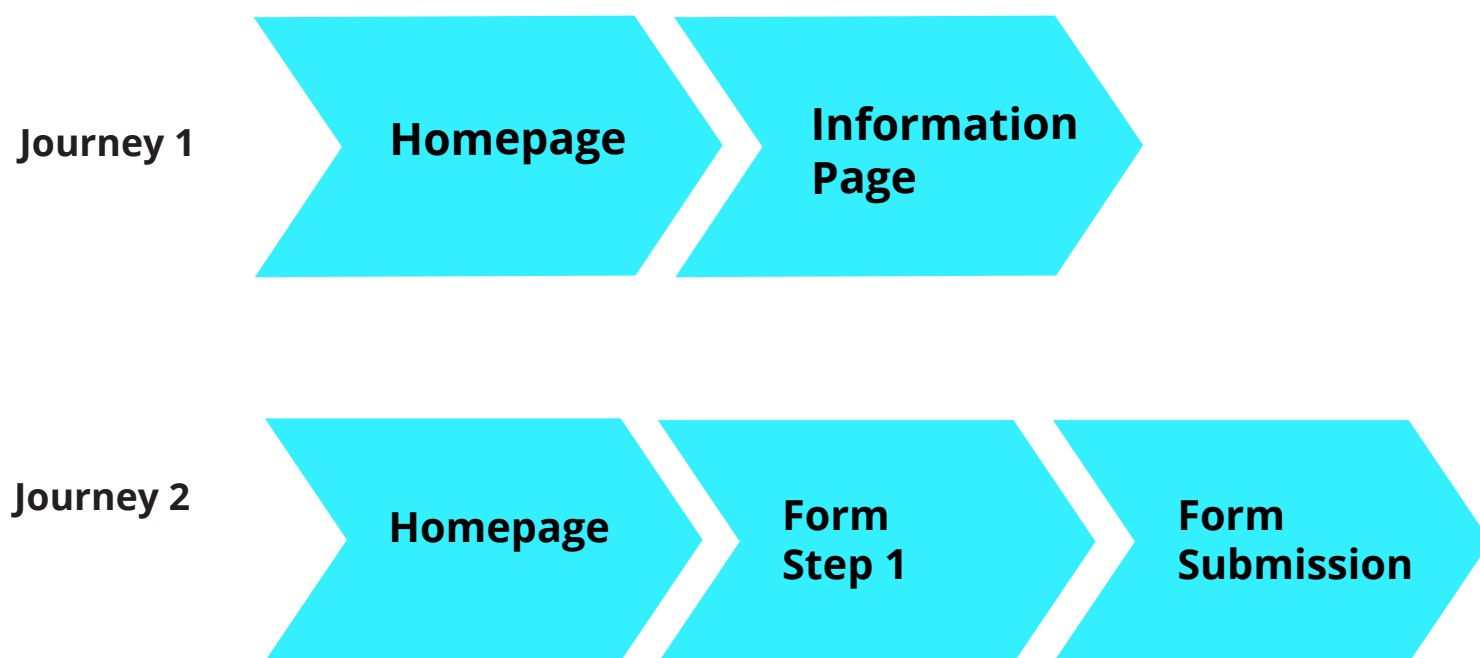 Journey 1
Homepage
Information
Page
Journey 2
Homepage
Form
Step 1
Form
Submission